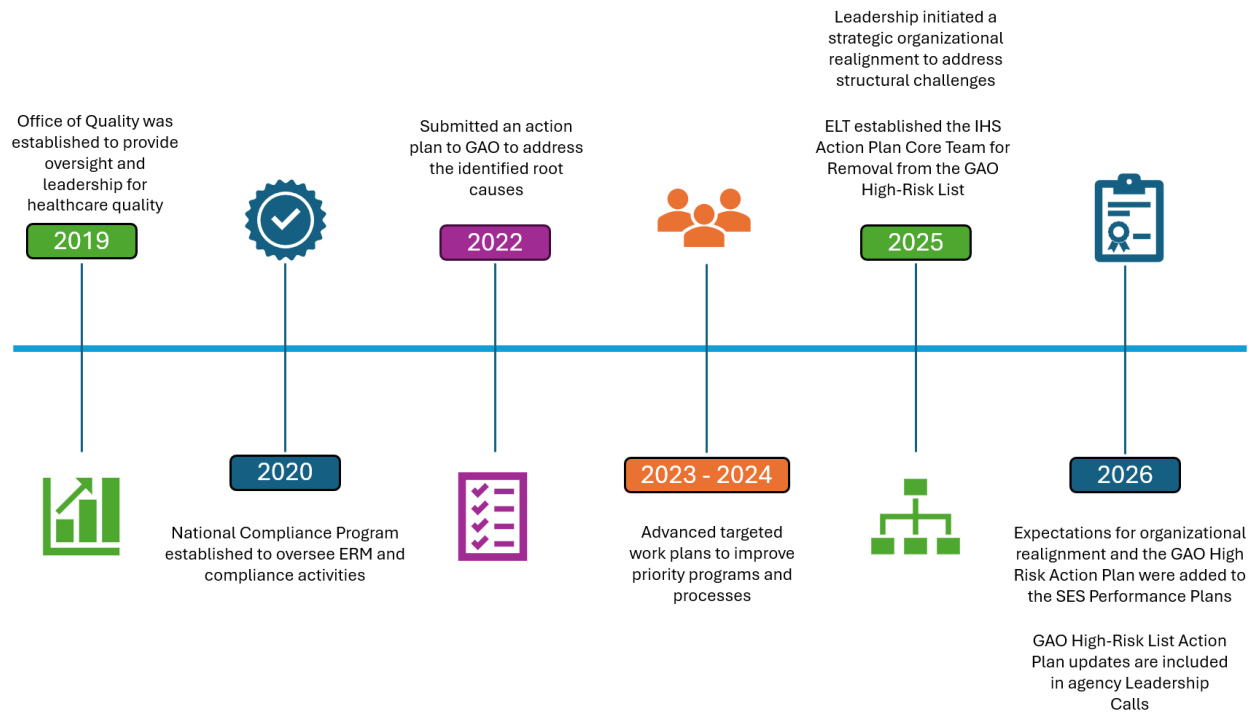 Office of Quality was
established to provide
oversight and
leadership for
healthcare quality
2019
2020
National Compliance Program
established to oversee ERM and
compliance activities
Submitted an action
plan to GAO to address
the identified root
causes
2022
2023 - 2024
Advanced targeted
work plans to improve
priority programs and
processes
Leadership initiated a
strategic organizational
realignment to address
structural challenges
ELT established the IHS
Action Plan Core Team for
Removal from the GAO
High-Risk List
2025
2026
Expectations for organizational
realignment and the GAO High
Risk Action Plan were added to
the SES Performance Plans
GAO High-Risk List Action
Plan updates are included
in agency Leadership
Calls